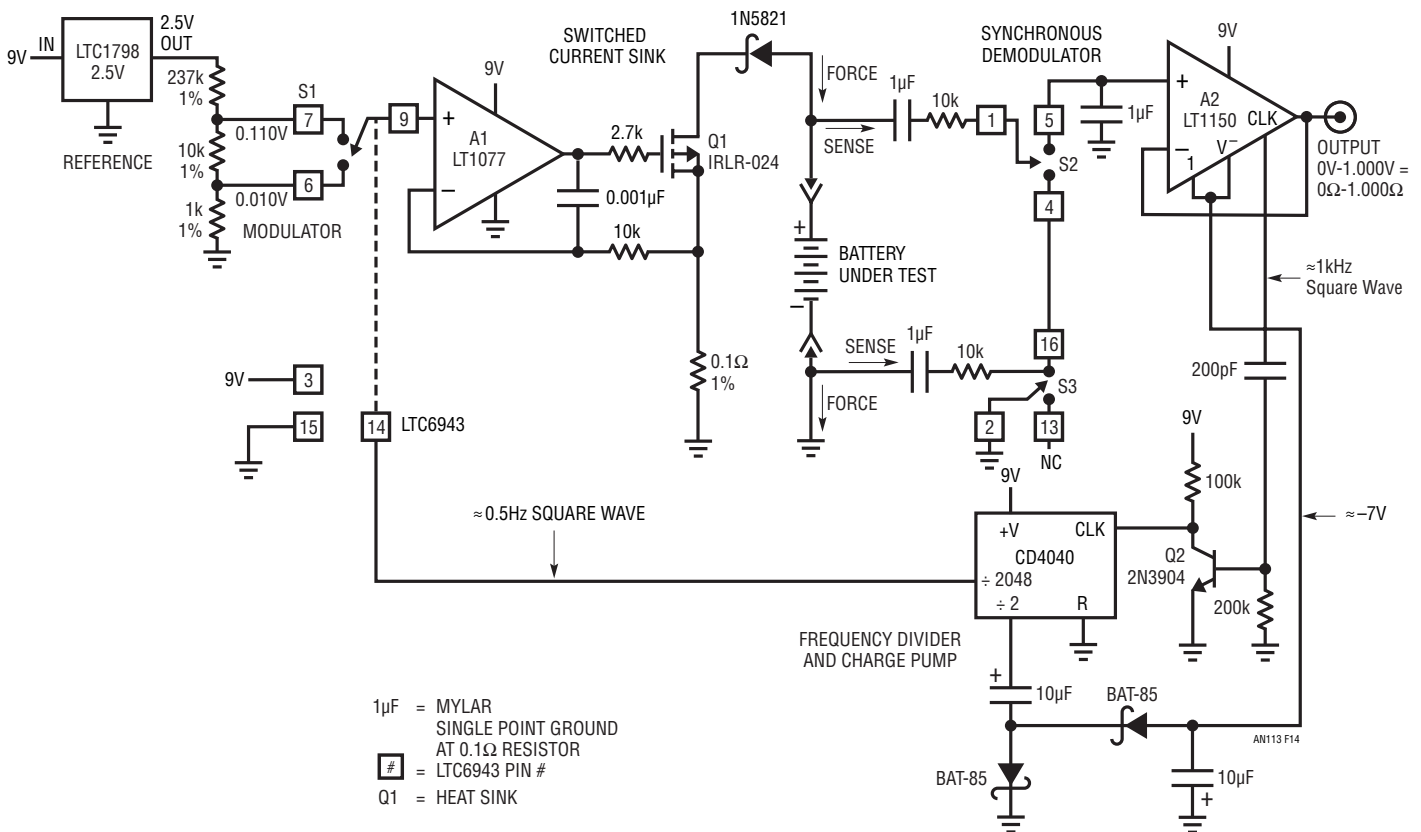 9V
IN
LTC1798
2.5V
2.5V
OUT
237k
1%
0.110V
10k
1%
0.010V
1k
1%
REFERENCE
S1
7
6
MODULATOR
9
9V
+
A1
LT1077
−
SWITCHED
CURRENT SINK
2.7k
0.001µF
10k
Q1
IRLR-024
0.1Ω
1%
1N5821
FORCE
SENSE
+
BATTERY
UNDER TEST
−
SENSE
FORCE
1µF
10k
1
1µF
10k
SYNCHRONOUS
DEMODULATOR
5
S2
4
16
S3
2
13
NC
1µF
9V
+
A2
LT1150
CLK
−
1
V−
OUTPUT
0V-1.000V =
0Ω-1.000Ω
≈1kHz
Square Wave
200pF
9V
3
15
14
LTC6943
≈0.5Hz SQUARE WAVE
9V
+V
CLK
CD4040
÷ 2048
÷ 2
R
9V
100k
Q2
2N3904
200k
≈–7V
FREQUENCY DIVIDER
AND CHARGE PUMP
+
10µF
BAT-85
BAT-85
10µF
+
AN113 F14
1µF = MYLAR
SINGLE POINT GROUND
AT 0.1Ω RESISTOR
# = LTC6943 PIN #
Q1 = HEAT SINK